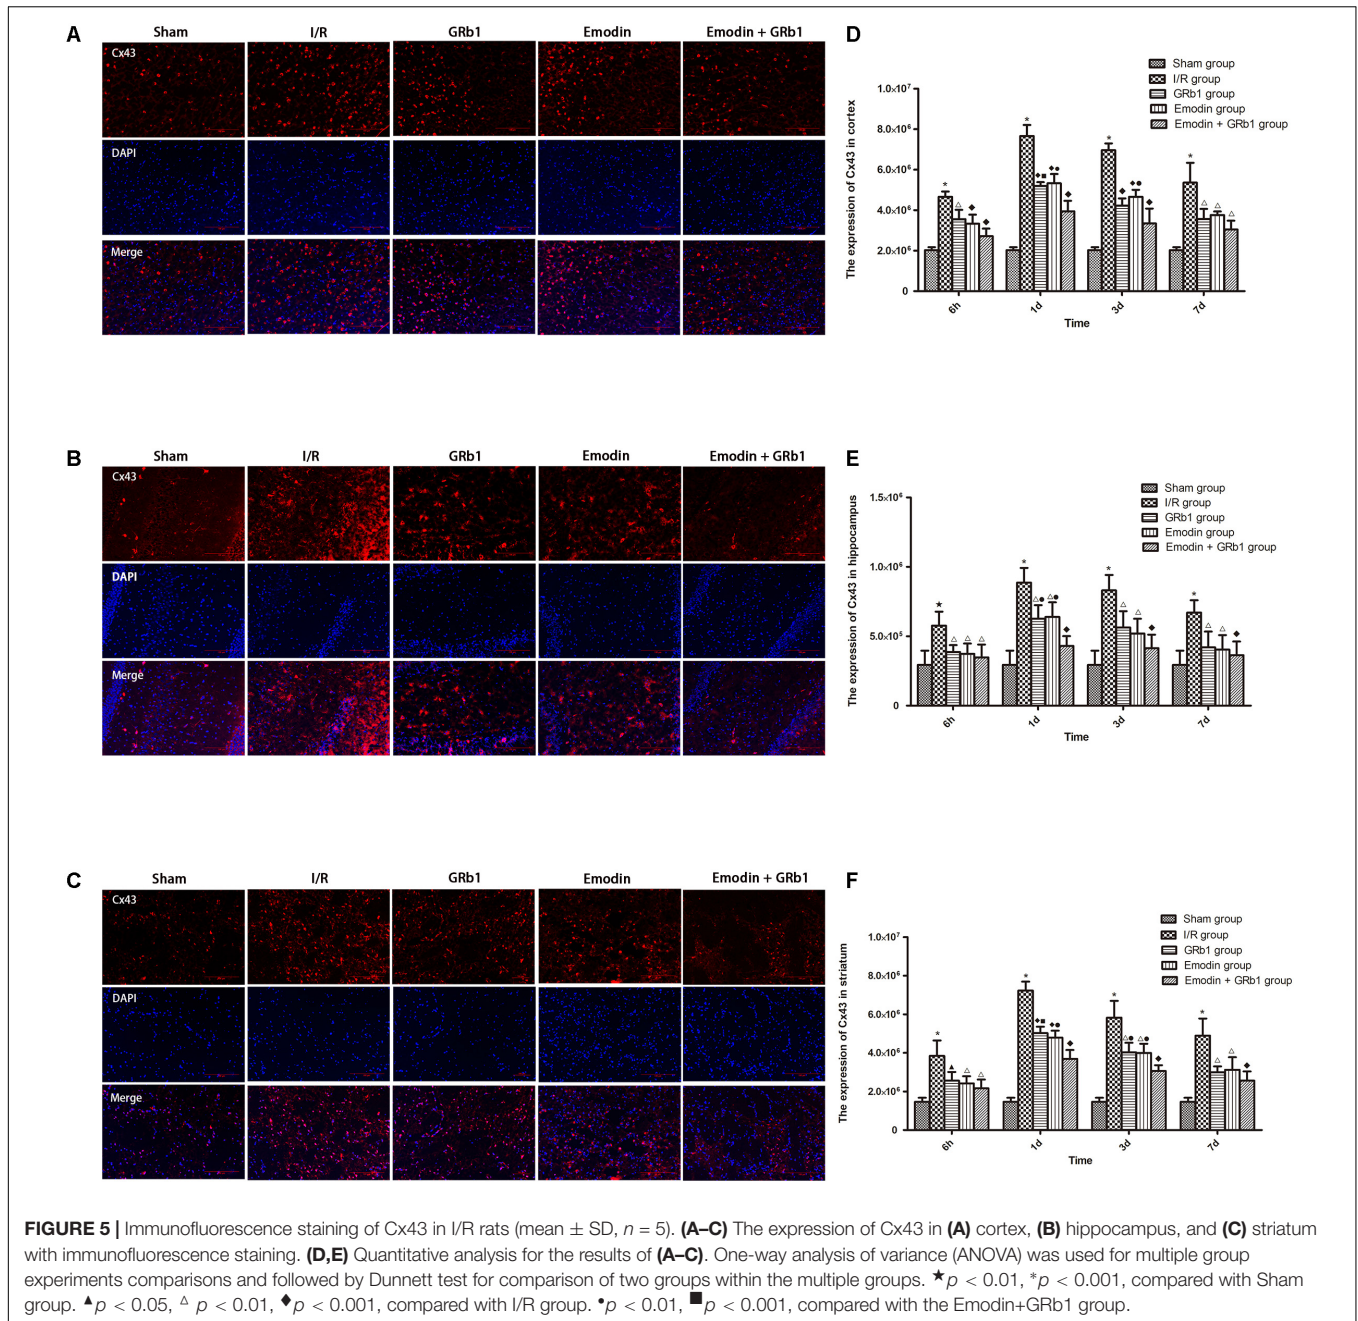 A
Sham I/R GRb1 Emodin Emodin + GRb1
Cx43
DAPI
Merge
D
Sham group
I/R group
GRb1 group
Emodin group
Emodin + GRb1 group
The expression of Cx43 in cortex
1.0×10⁷
8.0×10⁶
6.0×10⁶
4.0×10⁶
2.0×10⁶
0
* △ ◆ ◆
* ◆■ ◆● ◆
* ◆ ◆● ◆
* △ △ △
6h 1d 3d 7d
Time
B
Sham I/R GRb1 Emodin Emodin + GRb1
Cx43
DAPI
Merge
E
Sham group
I/R group
GRb1 group
Emodin group
Emodin + GRb1 group
The expression of Cx43 in hippocampus
1.5×10⁶
1.0×10⁶
5.0×10⁵
0
★ △ △ △
* △● △● ◆
* △ △ ◆
* △ △ ◆
6h 1d 3d 7d
Time
C
Sham I/R GRb1 Emodin Emodin + GRb1
Cx43
DAPI
Merge
F
Sham group
I/R group
GRb1 group
Emodin group
Emodin + GRb1 group
The expression of Cx43 in striatum
1.0×10⁷
8.0×10⁶
6.0×10⁶
4.0×10⁶
2.0×10⁶
0
* ▲ △ △
* ◆■ ◆● ◆
* △● △● ◆
* △ △ ◆
6h 1d 3d 7d
Time
FIGURE 5 | Immunofluorescence staining of Cx43 in I/R rats (mean ± SD, n = 5). (A–C) The expression of Cx43 in (A) cortex, (B) hippocampus, and (C) striatum
with immunofluorescence staining. (D,E) Quantitative analysis for the results of (A–C). One-way analysis of variance (ANOVA) was used for multiple group
experiments comparisons and followed by Dunnett test for comparison of two groups within the multiple groups. ★p < 0.01, *p < 0.001, compared with Sham
group. ▲p < 0.05, △ p < 0.01, ◆p < 0.001, compared with I/R group. ●p < 0.01, ■p < 0.001, compared with the Emodin+GRb1 group.